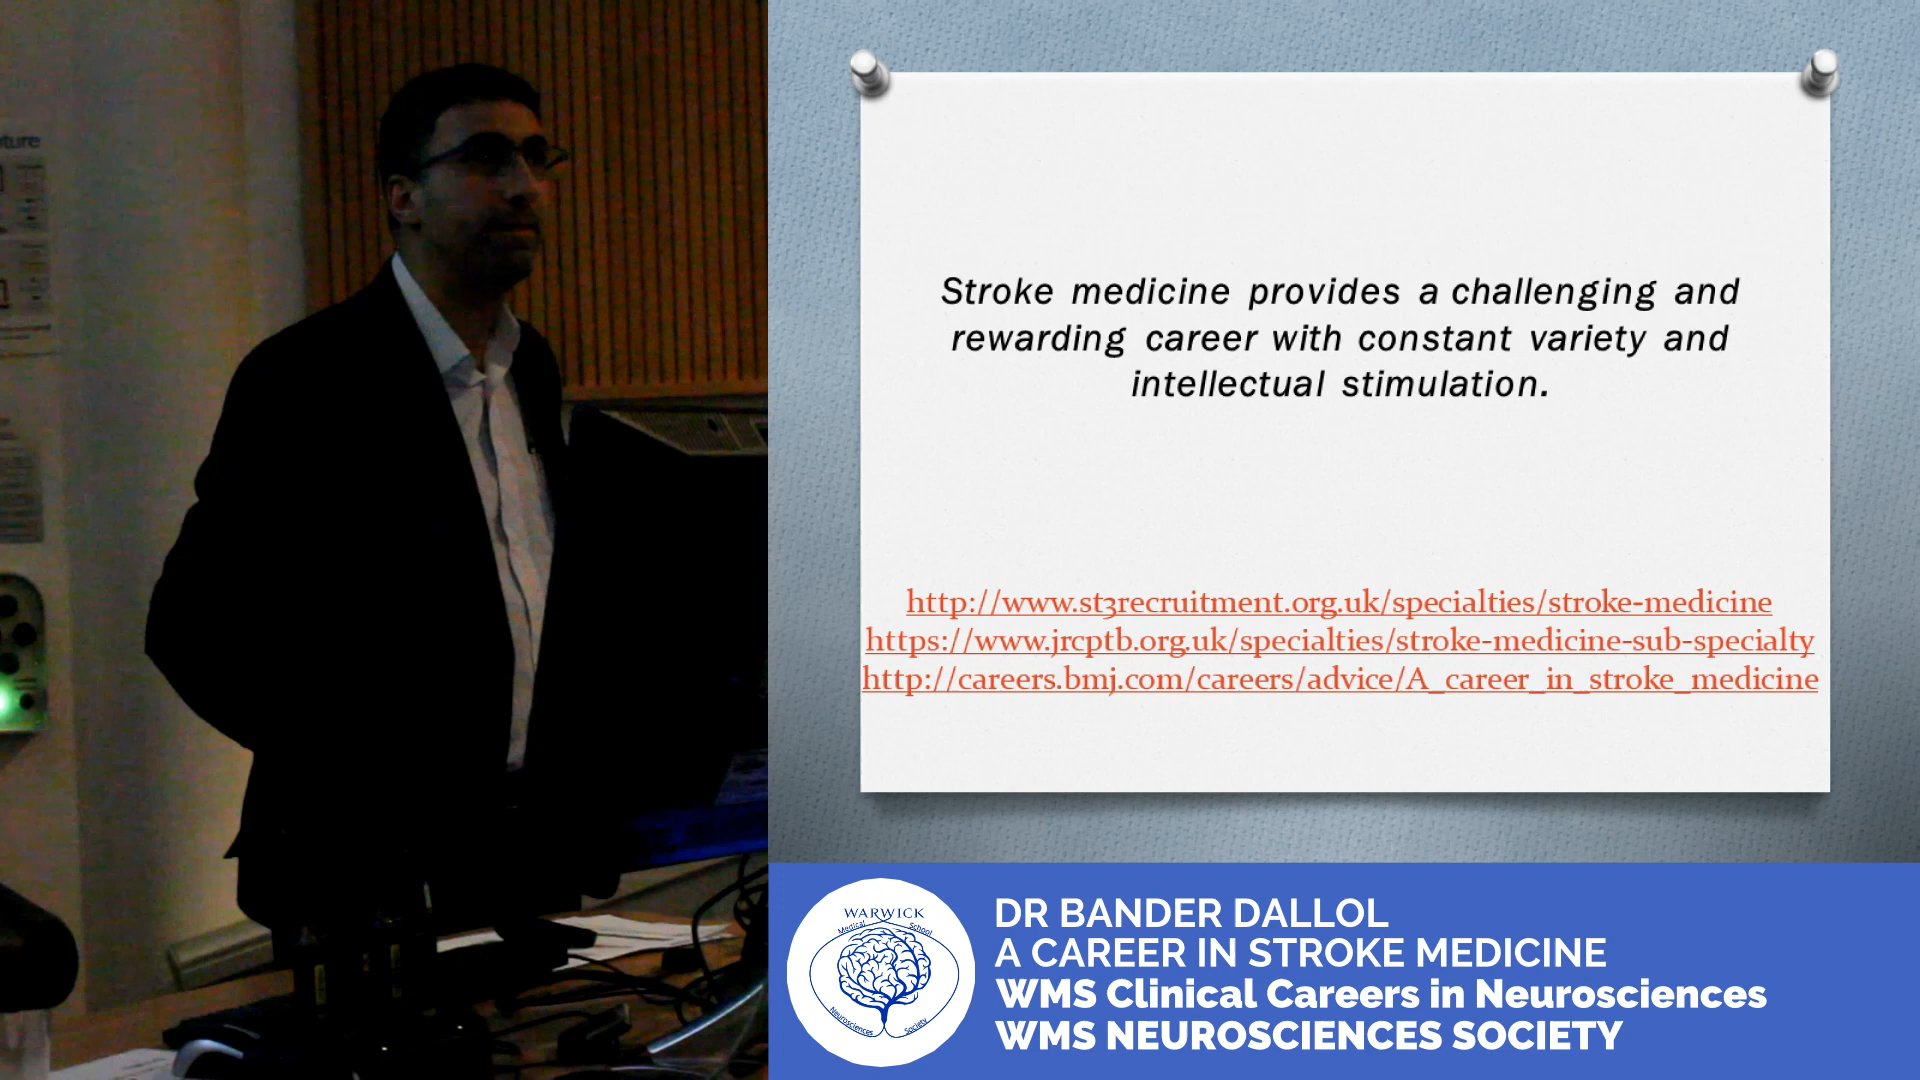 Stroke medicine provides a challenging and
rewarding career with constant variety and
intellectual stimulation.
http://www.st3recruitment.org.uk/specialties/stroke-medicine
https://www.jrcptb.org.uk/specialties/stroke-medicine-sub-specialty
http://careers.bmj.com/careers/advice/A_career_in_stroke_medicine
WARWICK
Medical School
Neurosciences Society
DR BANDER DALLOL
A CAREER IN STROKE MEDICINE
WMS Clinical Careers in Neurosciences
WMS NEUROSCIENCES SOCIETY